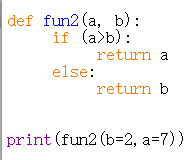 def fun2(a, b):
    if (a>b):
        return a
    else:
        return b
print(fun2(b=2,a=7))